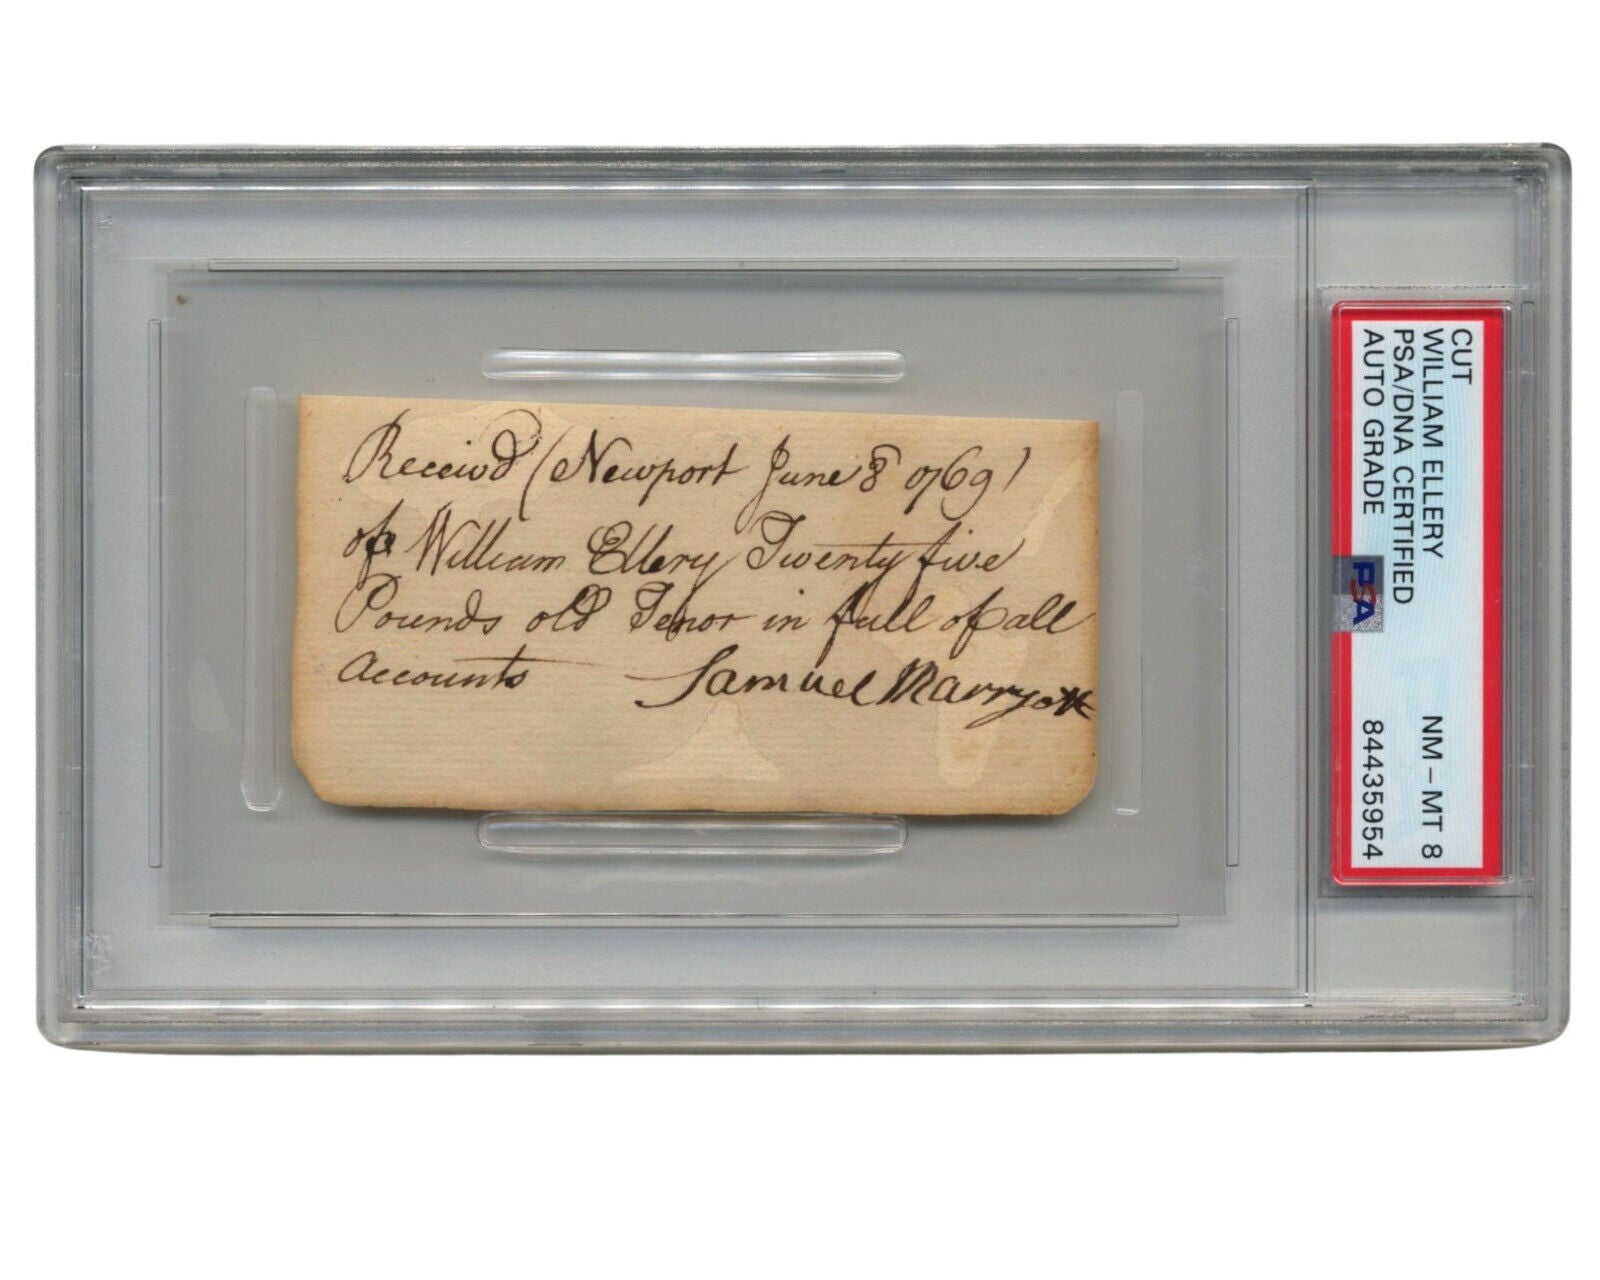 Receivd (Newport June 8 1769)
of William Ellery Twenty five
Pounds old Tenor in full of all
accounts Samuel Marryott
CUT
WILLIAM ELLERY NM-MT 8
PSA/DNA CERTIFIED
AUTO GRADE 84435954
PSA